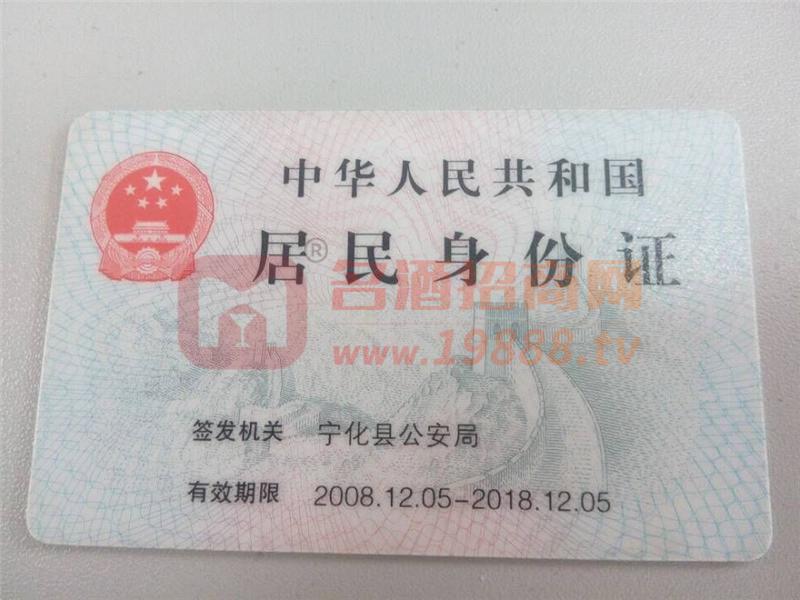 中华人民共和国
居民身份证
®
名酒招商网
www.19888.tv
签发机关 宁化县公安局
有效期限 2008.12.05-2018.12.05